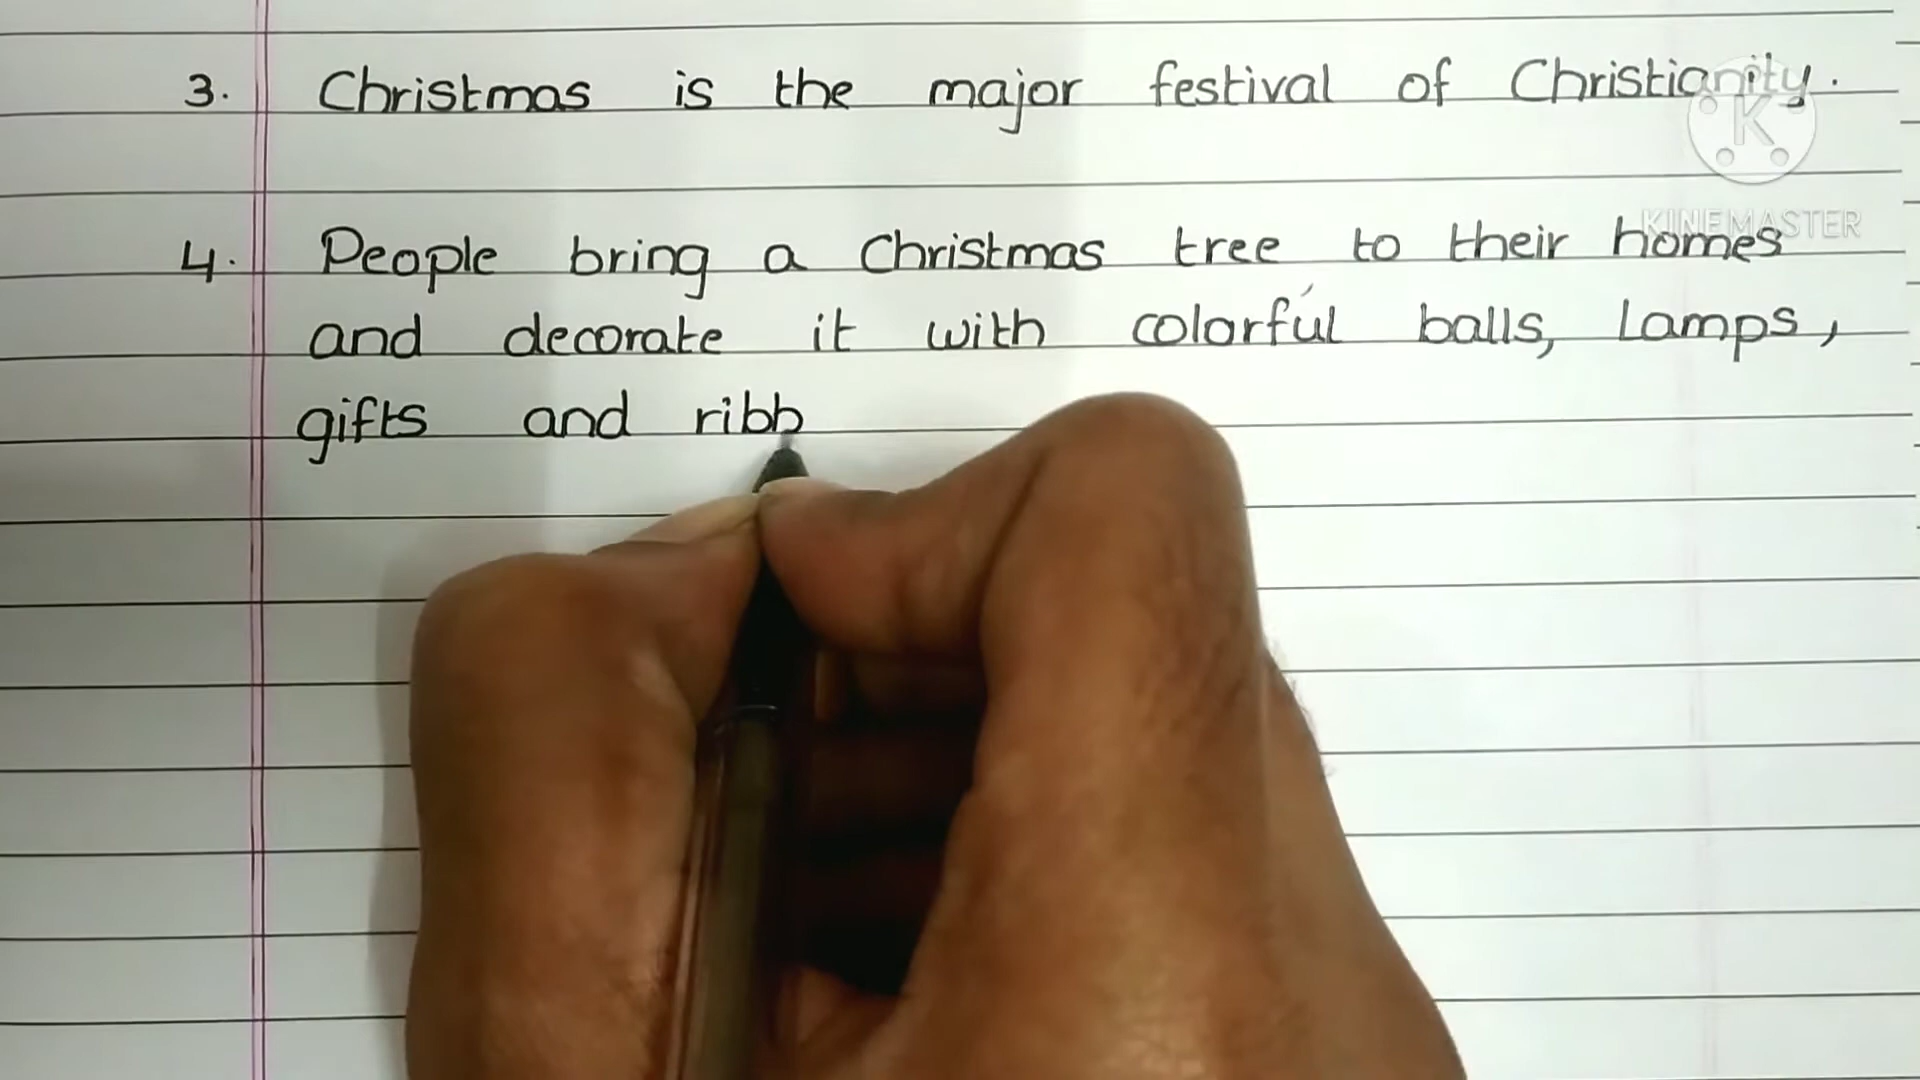 3. Christmas is the major festival of Christianity.
K
KINEMASTER
4. People bring a Christmas tree to their homes
and decorate it with colorful balls, Lamps,
gifts and ribb